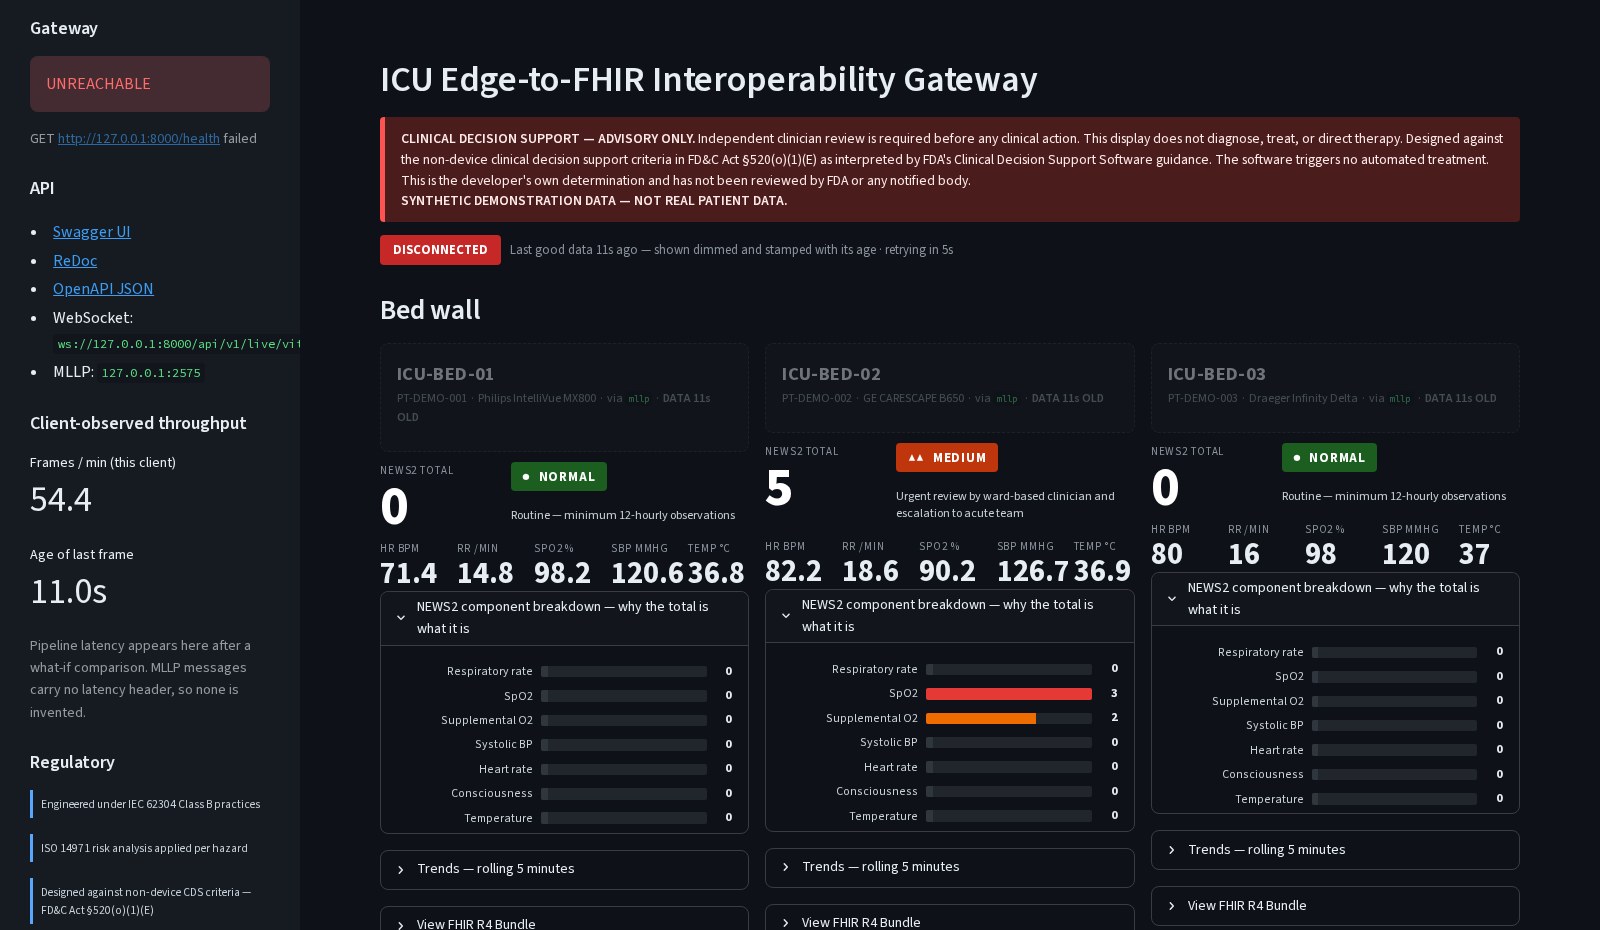 Gateway
UNREACHABLE
GET http://127.0.0.1:8000/health failed
API
Swagger UI
ReDoc
OpenAPI JSON
WebSocket:
ws://127.0.0.1:8000/api/v1/live/vit
MLLP: 127.0.0.1:2575
Client-observed throughput
Frames / min (this client)
54.4
Age of last frame
11.0s
Pipeline latency appears here after a
what-if comparison. MLLP messages
carry no latency header, so none is
invented.
Regulatory
Engineered under IEC 62304 Class B practices
ISO 14971 risk analysis applied per hazard
Designed against non-device CDS criteria —
FD&C Act §520(o)(1)(E)
ICU Edge-to-FHIR Interoperability Gateway
CLINICAL DECISION SUPPORT — ADVISORY ONLY. Independent clinician review is required before any clinical action. This display does not diagnose, treat, or direct therapy. Designed against
the non-device clinical decision support criteria in FD&C Act §520(o)(1)(E) as interpreted by FDA's Clinical Decision Support Software guidance. The software triggers no automated treatment.
This is the developer's own determination and has not been reviewed by FDA or any notified body.
SYNTHETIC DEMONSTRATION DATA — NOT REAL PATIENT DATA.
DISCONNECTED Last good data 11s ago — shown dimmed and stamped with its age · retrying in 5s
Bed wall
ICU-BED-01
PT-DEMO-001 · Philips IntelliVue MX800 · via mllp · DATA 11s
OLD
NEWS2 TOTAL
0
● NORMAL
Routine — minimum 12-hourly observations
HR BPM RR /MIN SPO2 % SBP MMHG TEMP °C
71.4 14.8 98.2 120.6 36.8
NEWS2 component breakdown — why the total is
what it is
Respiratory rate 0
SpO2 0
Supplemental O2 0
Systolic BP 0
Heart rate 0
Consciousness 0
Temperature 0
Trends — rolling 5 minutes
View FHIR R4 Bundle
ICU-BED-02
PT-DEMO-002 · GE CARESCAPE B650 · via mllp · DATA 11s OLD
NEWS2 TOTAL
5
▲▲ MEDIUM
Urgent review by ward-based clinician and
escalation to acute team
HR BPM RR /MIN SPO2 % SBP MMHG TEMP °C
82.2 18.6 90.2 126.7 36.9
NEWS2 component breakdown — why the total is
what it is
Respiratory rate 0
SpO2 3
Supplemental O2 2
Systolic BP 0
Heart rate 0
Consciousness 0
Temperature 0
Trends — rolling 5 minutes
View FHIR R4 Bundle
ICU-BED-03
PT-DEMO-003 · Draeger Infinity Delta · via mllp · DATA 11s OLD
NEWS2 TOTAL
0
● NORMAL
Routine — minimum 12-hourly observations
HR BPM RR /MIN SPO2 % SBP MMHG TEMP °C
80 16 98 120 37
NEWS2 component breakdown — why the total is
what it is
Respiratory rate 0
SpO2 0
Supplemental O2 0
Systolic BP 0
Heart rate 0
Consciousness 0
Temperature 0
Trends — rolling 5 minutes
View FHIR R4 Bundle